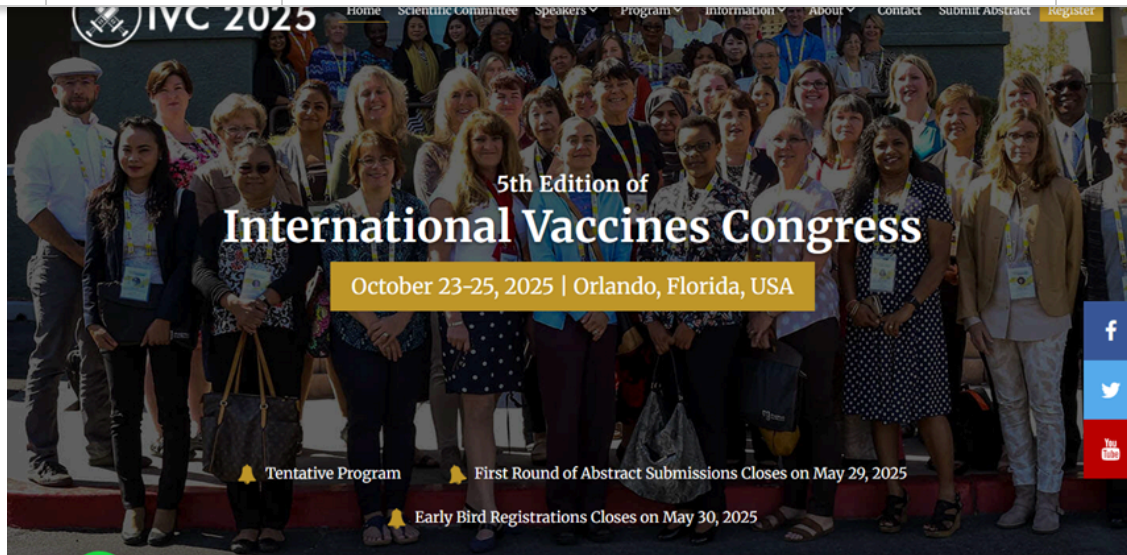 IVC 2025
Home Scientific Committee Speakers Program Information About Contact Submit Abstract Register
5th Edition of
International Vaccines Congress
October 23-25, 2025 | Orlando, Florida, USA
f
You
Tube
Tentative Program
First Round of Abstract Submissions Closes on May 29, 2025
Early Bird Registrations Closes on May 30, 2025